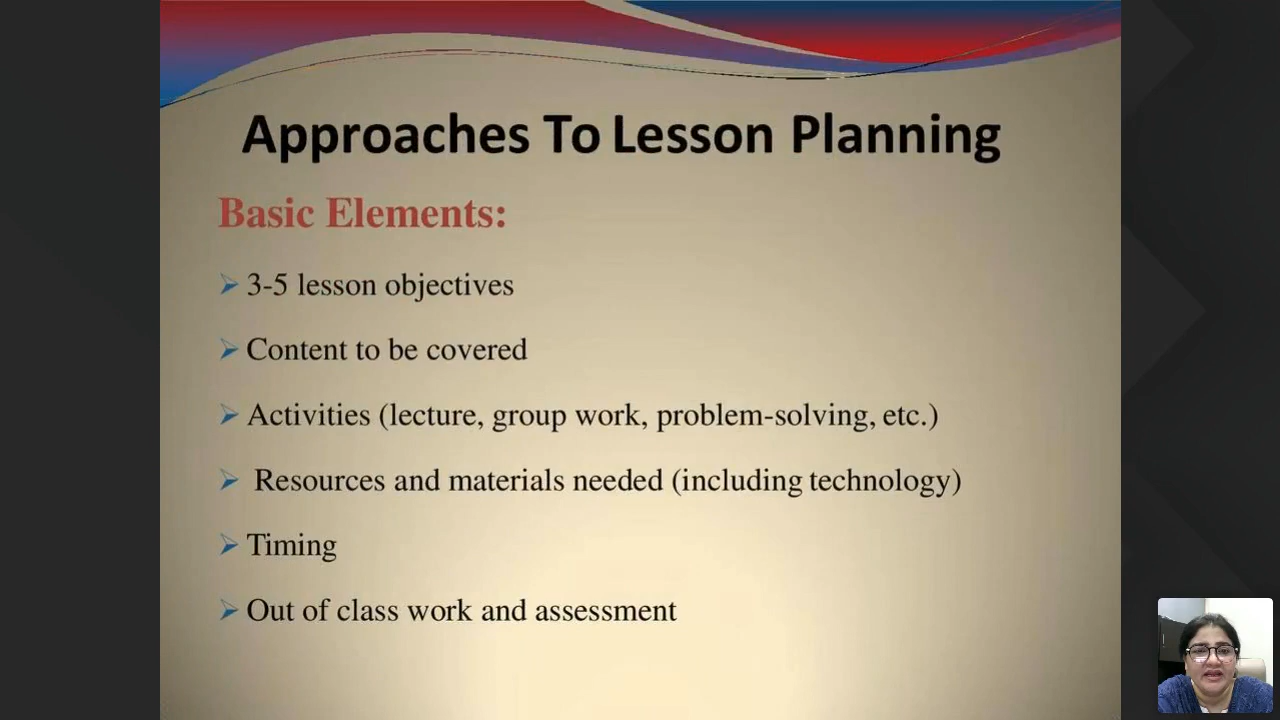 Approaches To Lesson Planning
Basic Elements:
3-5 lesson objectives
Content to be covered
Activities (lecture, group work, problem-solving, etc.)
Resources and materials needed (including technology)
Timing
Out of class work and assessment